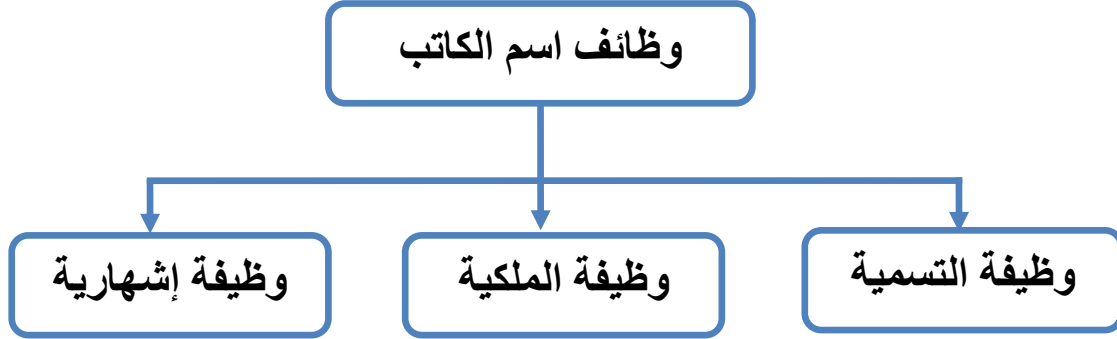 وظائف اسم الكاتب
وظيفة التسمية
وظيفة الملكية
وظيفة إشهارية